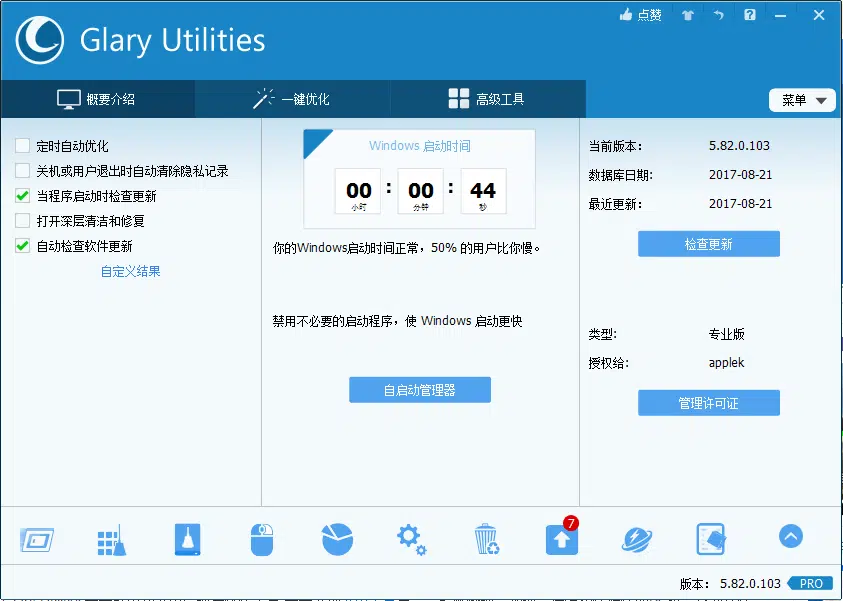 点赞
Glary Utilities
概要介绍
一键优化
高级工具
菜单
定时自动优化
关机或用户退出时自动清除隐私记录
当程序启动时检查更新
打开深层清洁和修复
自动检查软件更新
自定义结果
Windows 启动时间
00 : 00 : 44
小时 分钟 秒
你的Windows启动时间正常，50% 的用户比你慢。
禁用不必要的启动程序，使 Windows 启动更快
自启动管理器
当前版本： 5.82.0.103
数据库日期: 2017-08-21
最近更新： 2017-08-21
检查更新
类型: 专业版
授权给: applek
管理许可证
7
版本： 5.82.0.103 PRO